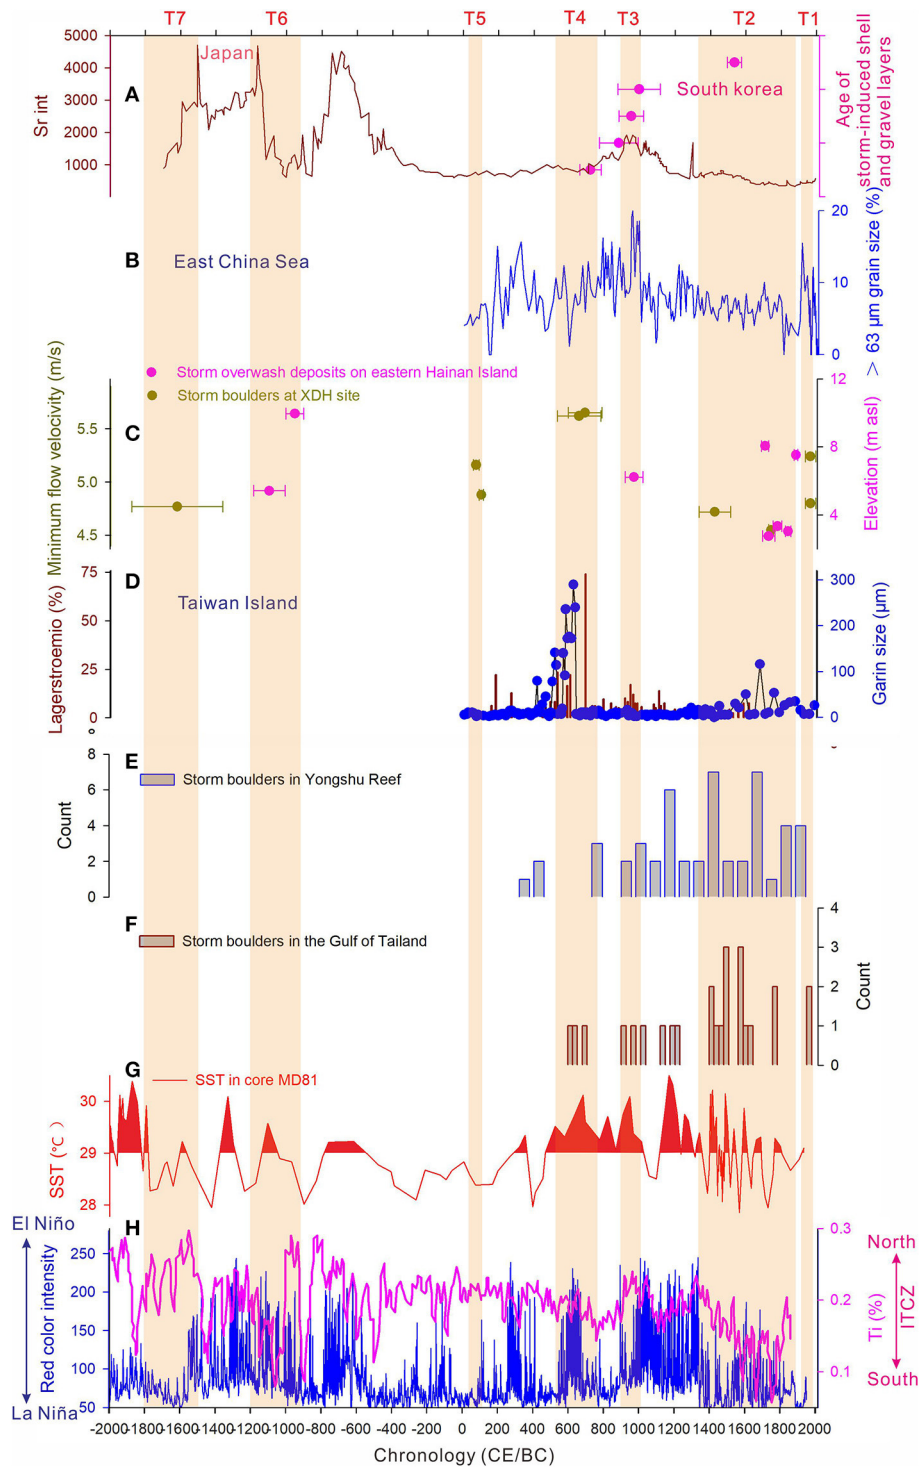 T7 T6 T5 T4 T3 T2 T1
5000
4000
3000
2000
1000
Sr int
A
Japan
South korea
Age of
storm-induced shell
and gravel layers
B
East China Sea
20
10
0
> 63 µm grain size (%)
Storm overwash deposits on eastern Hainan Island
Storm boulders at XDH site
C
5.5
5.0
4.5
Minimum flow velocivity (m/s)
12
8
4
Elevation (m asl)
D
Taiwan Island
75
50
25
0
Lagerstroemio (%)
300
200
100
0
Garin size (µm)
E
Storm boulders in Yongshu Reef
8
6
4
2
0
Count
F
Storm boulders in the Gulf of Tailand
4
3
2
1
0
Count
G
SST in core MD81
30
29
28
SST (℃)
H
El Niño
La Niña
Red color intensity
250
200
150
100
50
0.3
0.2
0.1
Ti (%)
North
ITCZ
South
-2000 -1800 -1600 -1400 -1200 -1000 -800 -600 -400 -200 0 200 400 600 800 1000 1200 1400 1600 1800 2000
Chronology (CE/BC)